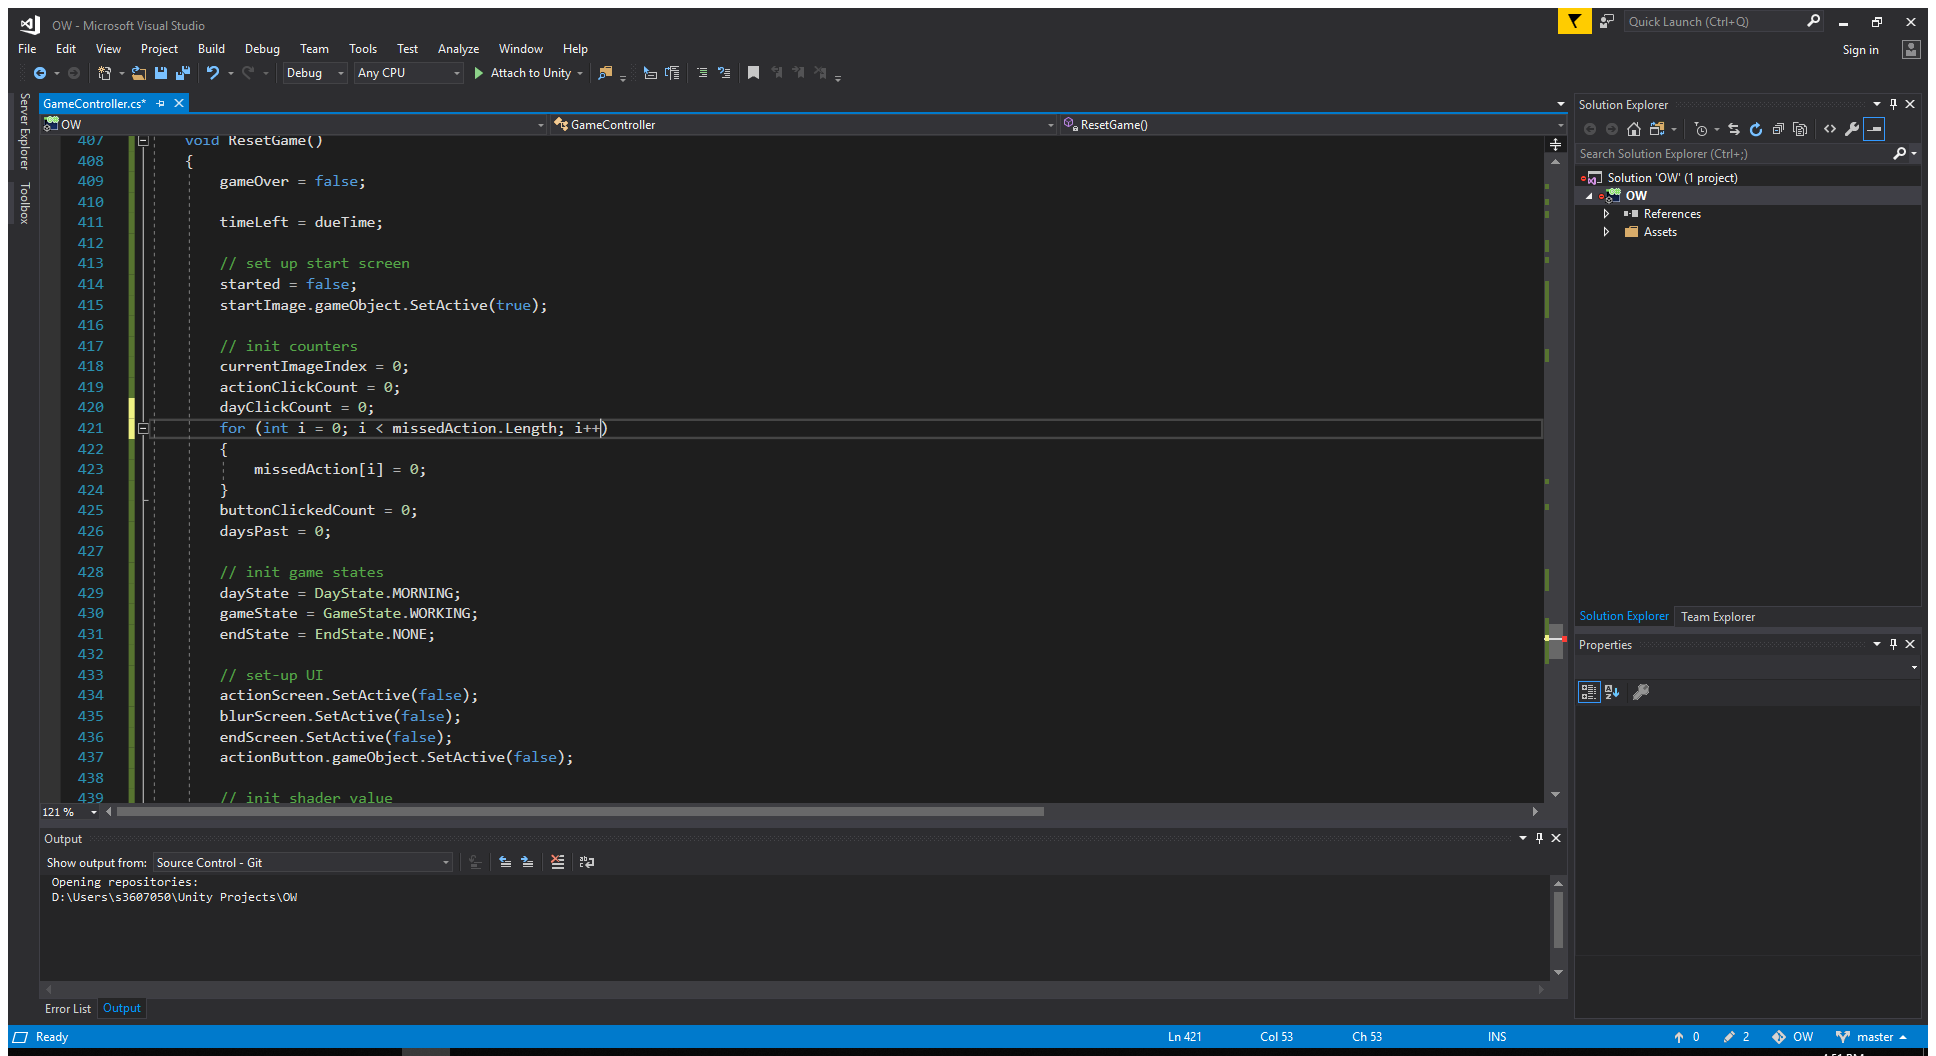 OW - Microsoft Visual Studio
Quick Launch (Ctrl+Q)
File Edit View Project Build Debug Team Tools Test Analyze Window Help
Sign in
Debug Any CPU Attach to Unity
Server Explorer
Toolbox
GameController.cs*
OW GameController ResetGame()
407 void ResetGame()
408 {
409 gameOver = false;
410
411 timeLeft = dueTime;
412
413 // set up start screen
414 started = false;
415 startImage.gameObject.SetActive(true);
416
417 // init counters
418 currentImageIndex = 0;
419 actionClickCount = 0;
420 dayClickCount = 0;
421 for (int i = 0; i < missedAction.Length; i++)
422 {
423 missedAction[i] = 0;
424 }
425 buttonClickedCount = 0;
426 daysPast = 0;
427
428 // init game states
429 dayState = DayState.MORNING;
430 gameState = GameState.WORKING;
431 endState = EndState.NONE;
432
433 // set-up UI
434 actionScreen.SetActive(false);
435 blurScreen.SetActive(false);
436 endScreen.SetActive(false);
437 actionButton.gameObject.SetActive(false);
438
439 // init shader value
121 %
Output
Show output from: Source Control - Git
Opening repositories:
D:\Users\s3607050\Unity Projects\OW
Error List Output
Solution Explorer
Search Solution Explorer (Ctrl+;)
Solution 'OW' (1 project)
OW
References
Assets
Solution Explorer Team Explorer
Properties
Ready Ln 421 Col 53 Ch 53 INS 0 2 OW master